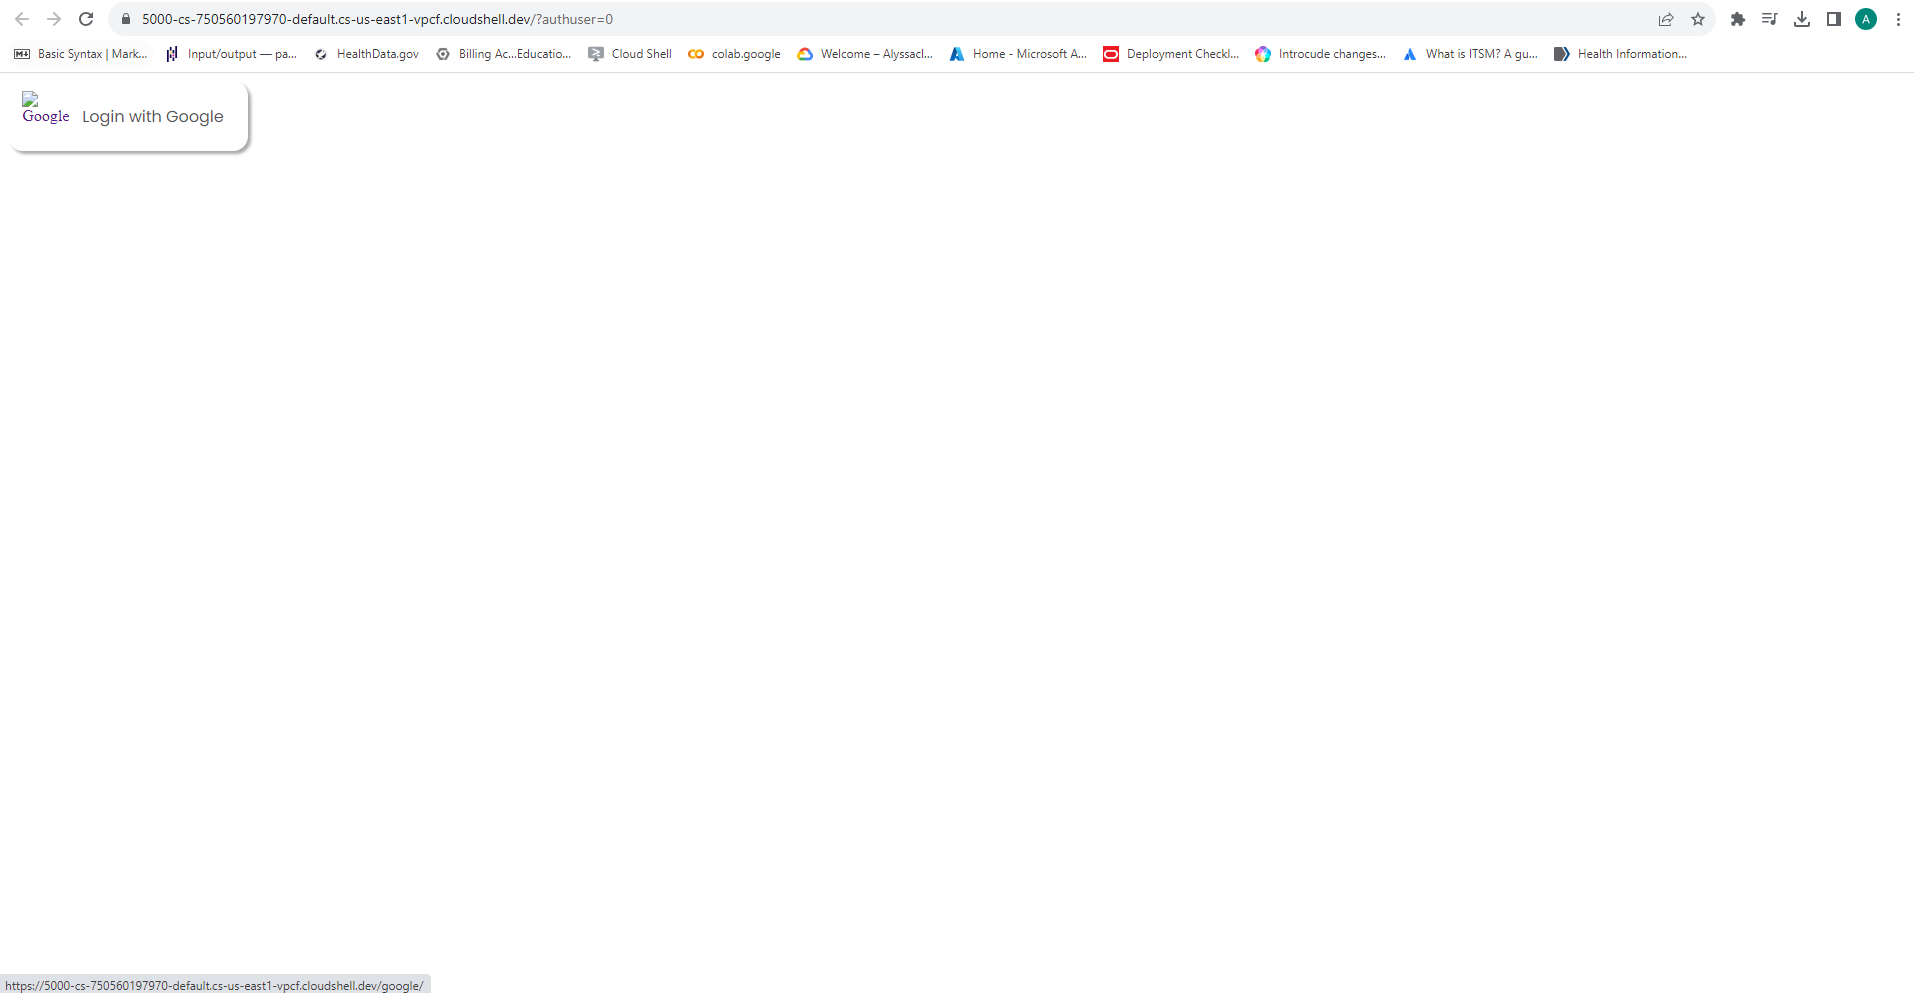 5000-cs-750560197970-default.cs-us-east1-vpcf.cloudshell.dev/?authuser=0
A
Basic Syntax | Mark...
Input/output — pa...
HealthData.gov
Billing Ac...Educatio...
Cloud Shell
colab.google
Welcome – Alyssacl...
Home - Microsoft A...
Deployment Checkl...
Introcude changes...
What is ITSM? A gu...
Health Information...
Google
Login with Google
https://5000-cs-750560197970-default.cs-us-east1-vpcf.cloudshell.dev/google/